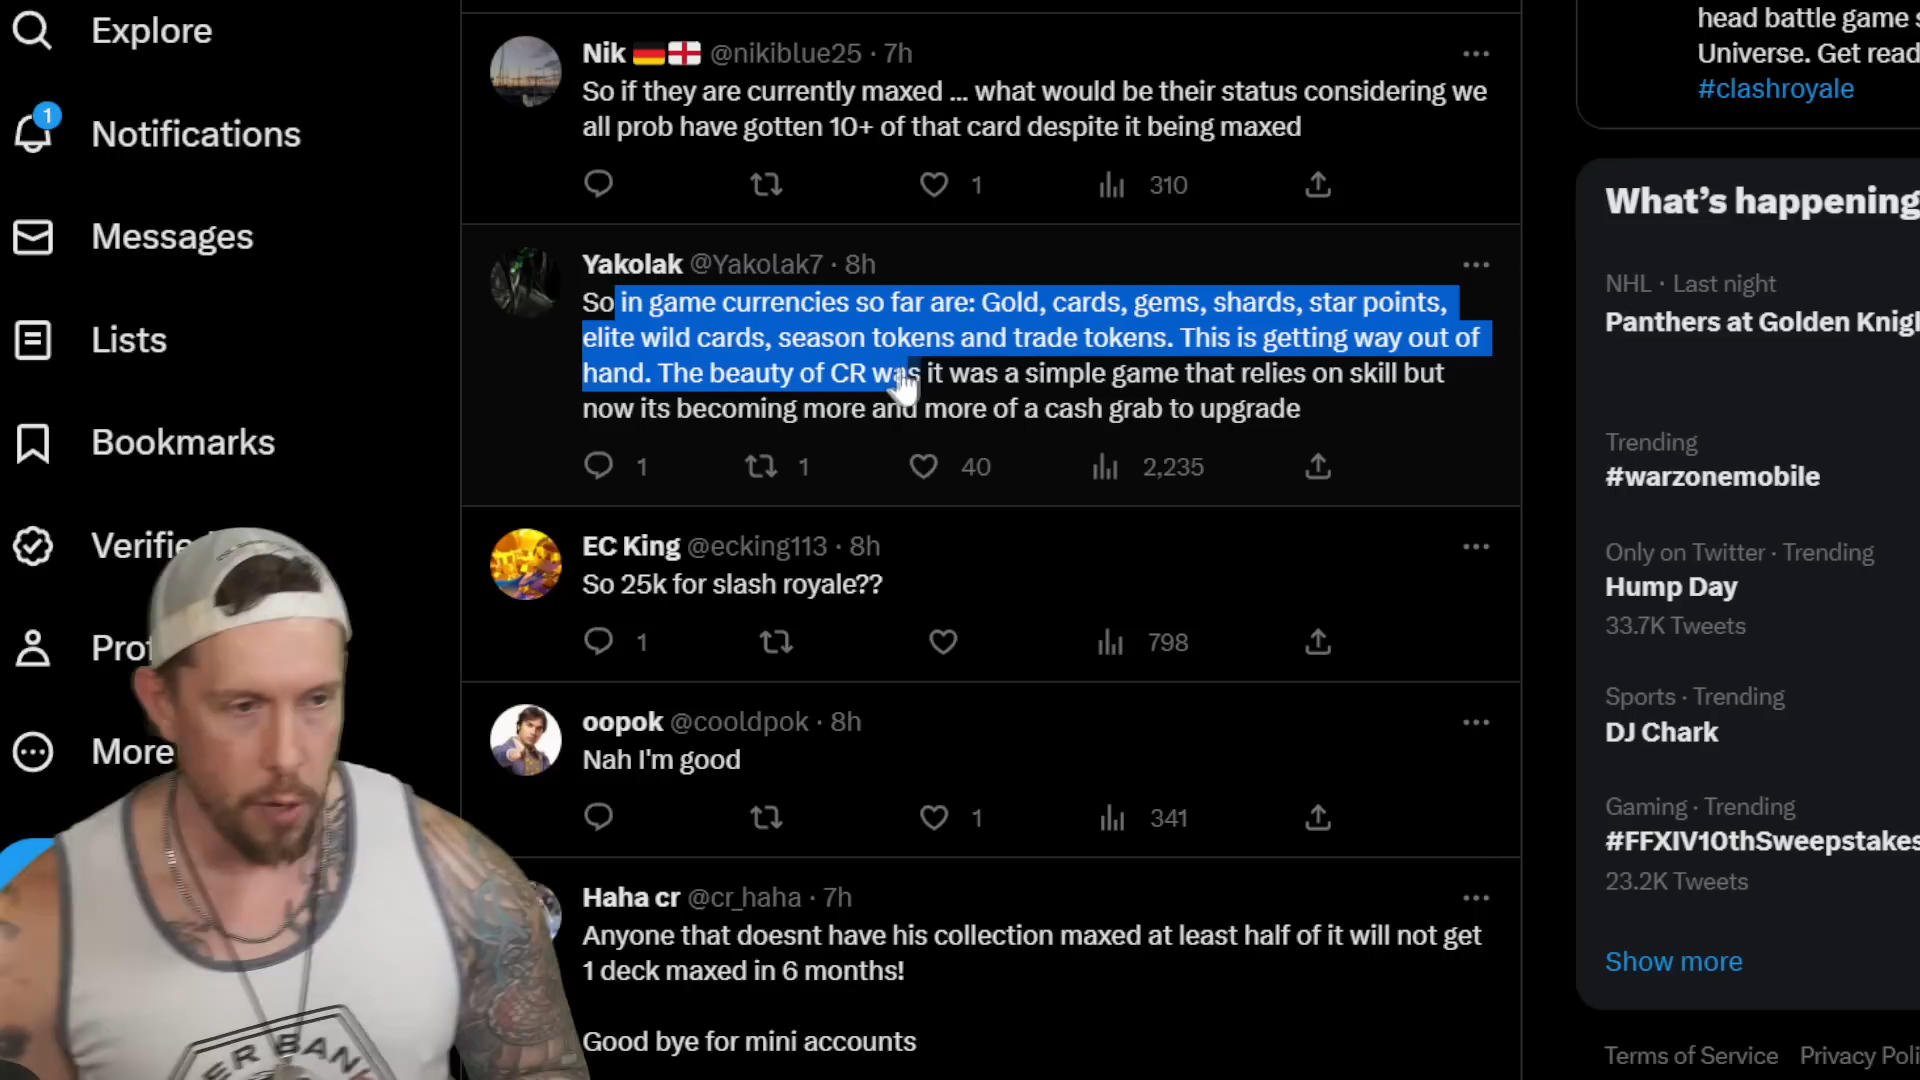 Explore
1
Notifications
Messages
Lists
Bookmarks
More
Nik @nikiblue25 · 7h
So if they are currently maxed ... what would be their status considering we
all prob have gotten 10+ of that card despite it being maxed
1 310
Yakolak @Yakolak7 · 8h
So in game currencies so far are: Gold, cards, gems, shards, star points,
elite wild cards, season tokens and trade tokens. This is getting way out of
hand. The beauty of CR was it was a simple game that relies on skill but
now its becoming more and more of a cash grab to upgrade
1 1 40 2,235
EC King @ecking113 · 8h
So 25k for slash royale??
1 798
oopok @cooldpok · 8h
Nah I'm good
1 341
Haha cr @cr_haha · 7h
Anyone that doesnt have his collection maxed at least half of it will not get
1 deck maxed in 6 months!
Good bye for mini accounts
head battle game
Universe. Get read
#clashroyale
What's happening
NHL · Last night
Panthers at Golden Knigl
Trending
#warzonemobile
Only on Twitter · Trending
Hump Day
33.7K Tweets
Sports · Trending
DJ Chark
Gaming · Trending
#FFXIV10thSweepstakes
23.2K Tweets
Show more
Terms of Service Privacy Poli